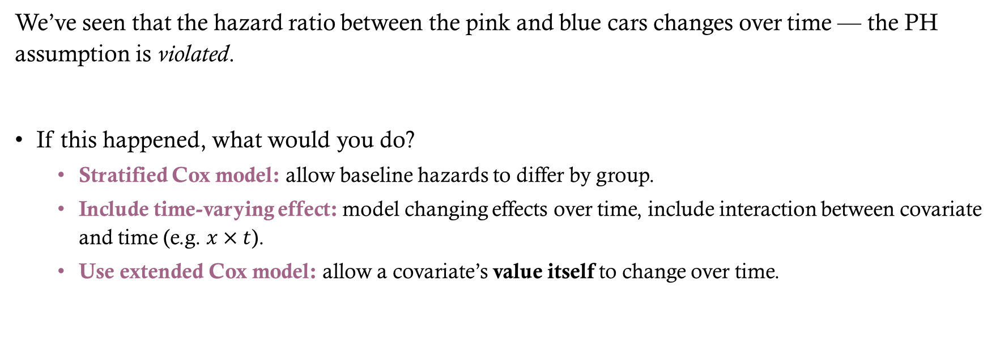 We’ve seen that the hazard ratio between the pink and blue cars changes over time — the PH
assumption is violated.
• If this happened, what would you do?
• Stratified Cox model: allow baseline hazards to differ by group.
• Include time-varying effect: model changing effects over time, include interaction between covariate
and time (e.g. x × t).
• Use extended Cox model: allow a covariate’s value itself to change over time.